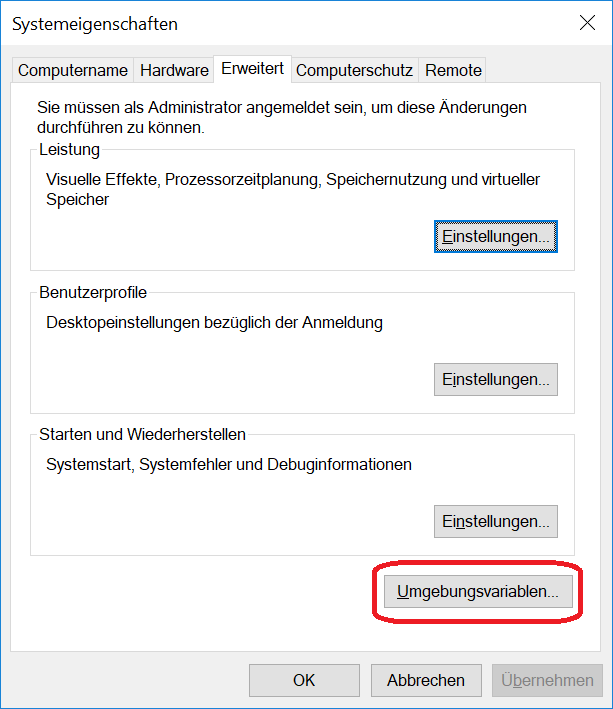 Systemeigenschaften
Computername Hardware Erweitert Computerschutz Remote
Sie müssen als Administrator angemeldet sein, um diese Änderungen
durchführen zu können.
Leistung
Visuelle Effekte, Prozessorzeitplanung, Speichernutzung und virtueller
Speicher
Einstellungen...
Benutzerprofile
Desktopeinstellungen bezüglich der Anmeldung
Einstellungen...
Starten und Wiederherstellen
Systemstart, Systemfehler und Debuginformationen
Einstellungen...
Umgebungsvariablen...
OK Abbrechen Übernehmen